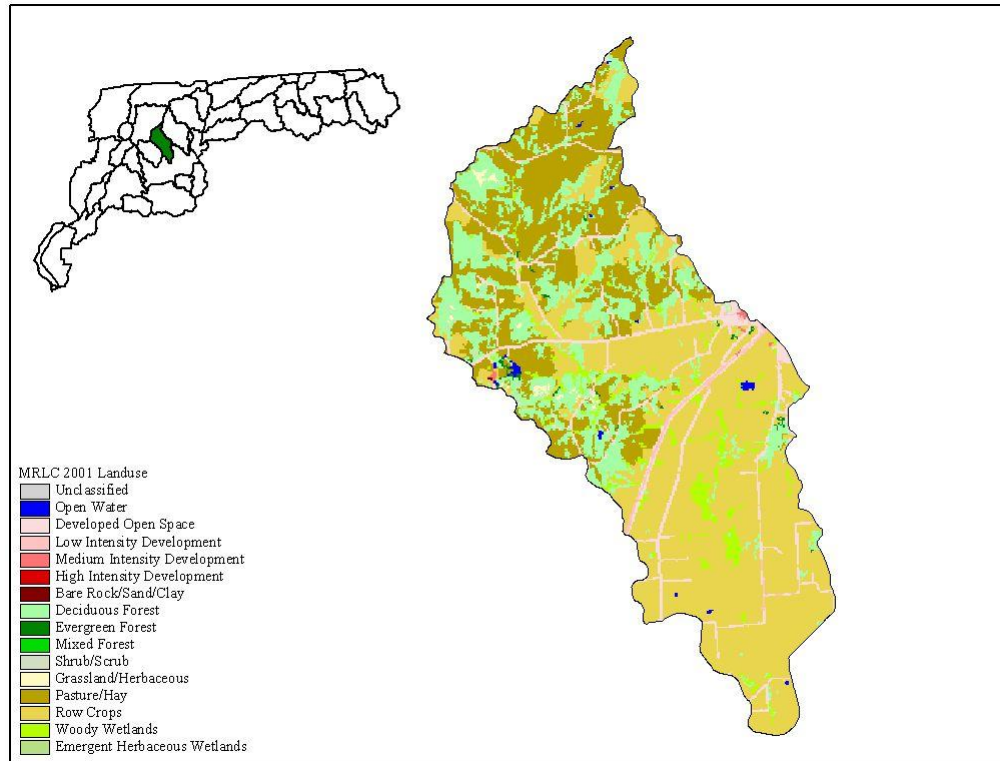 MRLC 2001 Landuse
Unclassified
Open Water
Developed Open Space
Low Intensity Development
Medium Intensity Development
High Intensity Development
Bare Rock/Sand/Clay
Deciduous Forest
Evergreen Forest
Mixed Forest
Shrub/Scrub
Grassland/Herbaceous
Pasture/Hay
Row Crops
Woody Wetlands
Emergent Herbaceous Wetlands